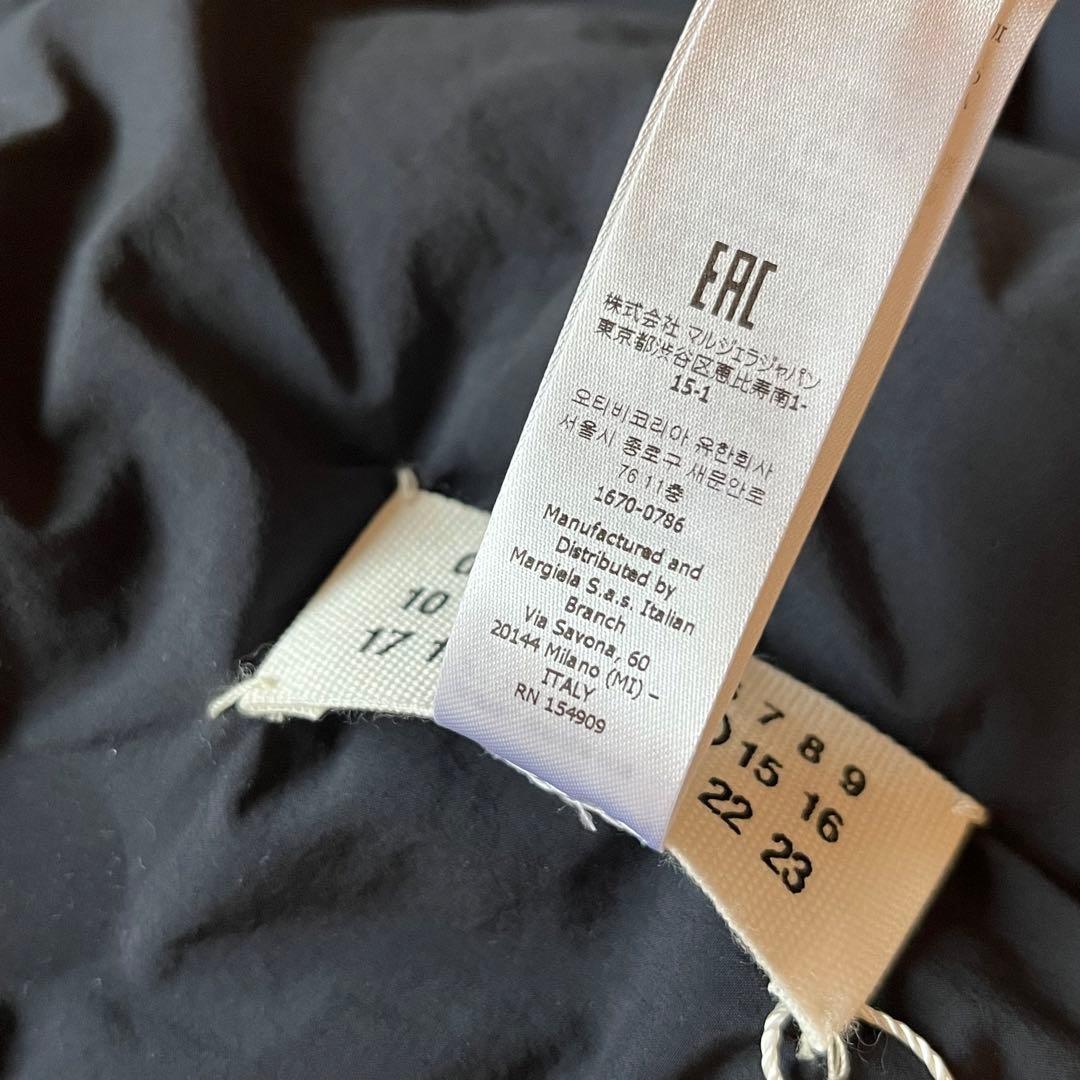 EAC
株式会社 マルジェラジャパン
東京都渋谷区恵比寿南1-
15-1
오티비코리아 유한회사
서울시 종로구 새문안로
76 11층
1670-0786
Manufactured and
Distributed by
Margiela S.a.s. Italian
Branch
Via Savona, 60
20144 Milano (MI) –
ITALY
RN 154909
7 8 9
10
15 16
17
22 23